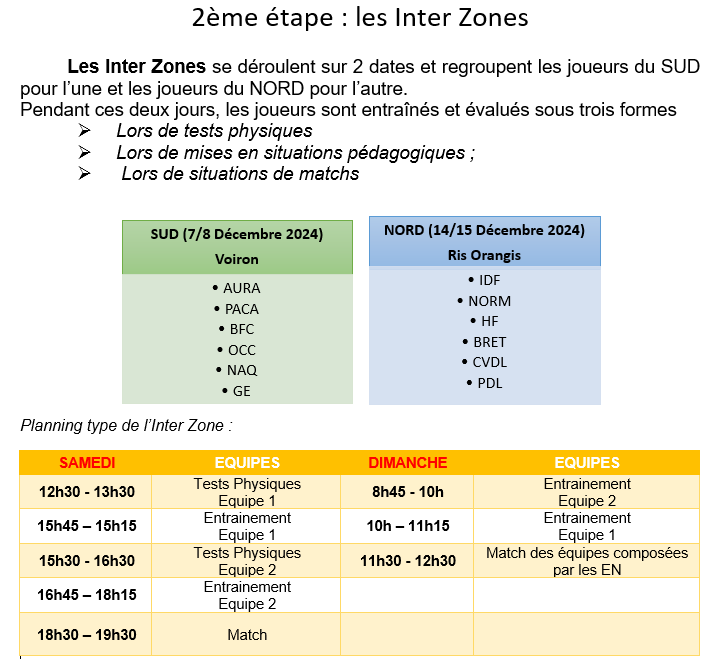 2ème étape : les Inter Zones
Les Inter Zones se déroulent sur 2 dates et regroupent les joueurs du SUD
pour l'une et les joueurs du NORD pour l'autre.
Pendant ces deux jours, les joueurs sont entraînés et évalués sous trois formes
➢ Lors de tests physiques
➢ Lors de mises en situations pédagogiques ;
➢ Lors de situations de matchs
SUD (7/8 Décembre 2024)
Voiron
• AURA
• PACA
• BFC
• OCC
• NAQ
• GE
NORD (14/15 Décembre 2024)
Ris Orangis
• IDF
• NORM
• HF
• BRET
• CVDL
• PDL
Planning type de l'Inter Zone :
SAMEDI EQUIPES DIMANCHE EQUIPES
12h30 - 13h30 Tests Physiques Equipe 1 8h45 - 10h Entrainement Equipe 2
15h45 – 15h15 Entrainement Equipe 1 10h – 11h15 Entrainement Equipe 1
15h30 - 16h30 Tests Physiques Equipe 2 11h30 - 12h30 Match des équipes composées par les EN
16h45 – 18h15 Entrainement Equipe 2
18h30 – 19h30 Match